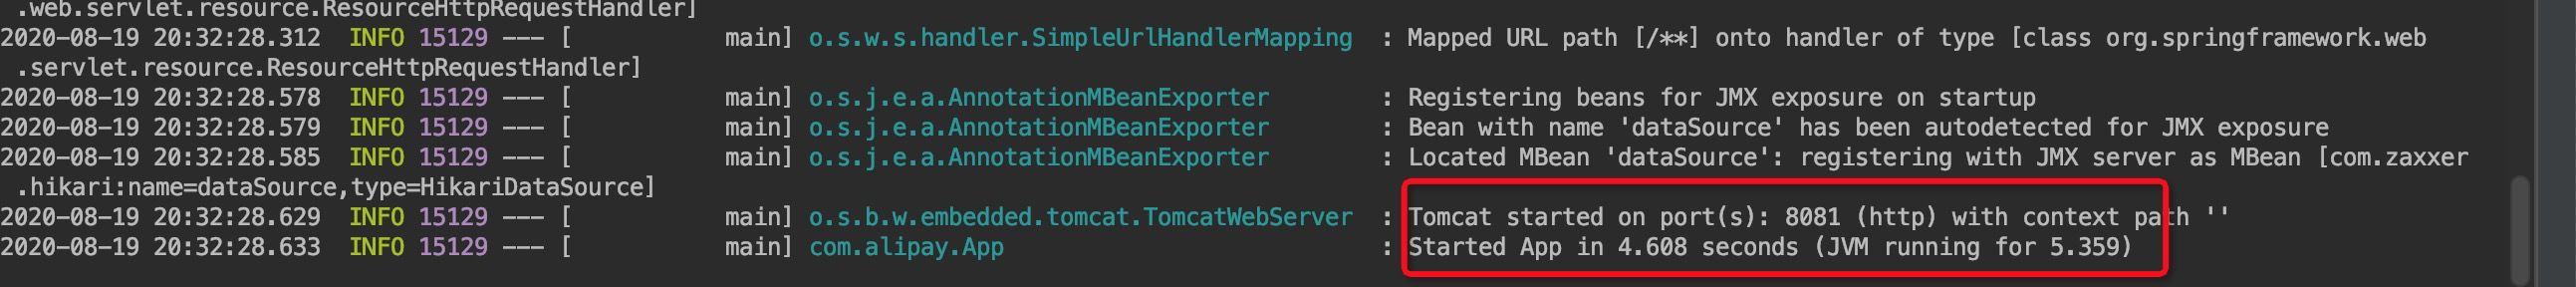 .web.servlet.resource.ResourceHttpRequestHandler]
2020-08-19 20:32:28.312  INFO 15129 --- [           main] o.s.w.s.handler.SimpleUrlHandlerMapping  : Mapped URL path [/**] onto handler of type [class org.springframework.web
.servlet.resource.ResourceHttpRequestHandler]
2020-08-19 20:32:28.578  INFO 15129 --- [           main] o.s.j.e.a.AnnotationMBeanExporter        : Registering beans for JMX exposure on startup
2020-08-19 20:32:28.579  INFO 15129 --- [           main] o.s.j.e.a.AnnotationMBeanExporter        : Bean with name 'dataSource' has been autodetected for JMX exposure
2020-08-19 20:32:28.585  INFO 15129 --- [           main] o.s.j.e.a.AnnotationMBeanExporter        : Located MBean 'dataSource': registering with JMX server as MBean [com.zaxxer
.hikari:name=dataSource,type=HikariDataSource]
2020-08-19 20:32:28.629  INFO 15129 --- [           main] o.s.b.w.embedded.tomcat.TomcatWebServer  : Tomcat started on port(s): 8081 (http) with context path ''
2020-08-19 20:32:28.633  INFO 15129 --- [           main] com.alipay.App                           : Started App in 4.608 seconds (JVM running for 5.359)